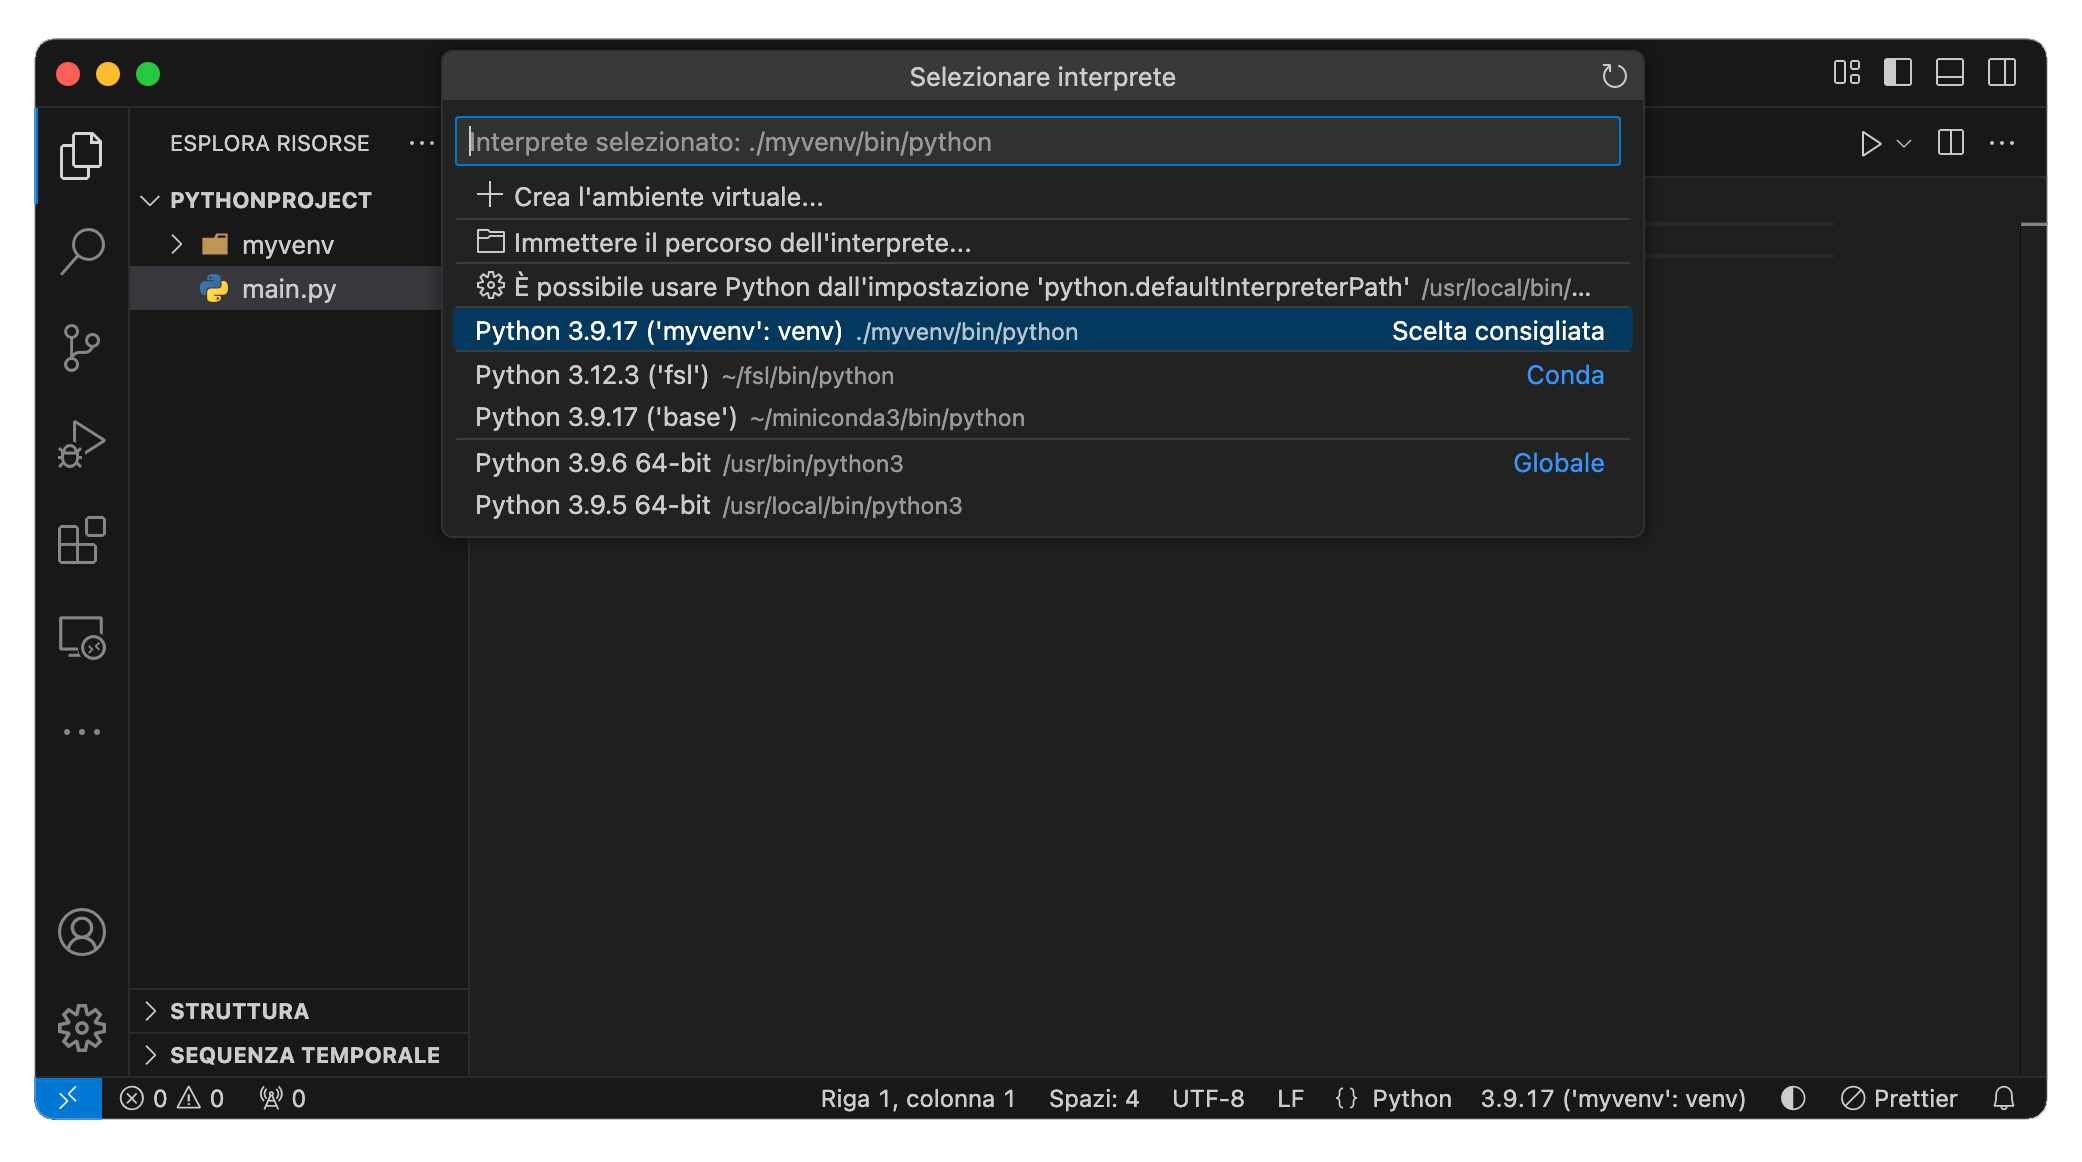 Selezionare interprete
Interprete selezionato: ./myvenv/bin/python
Crea l'ambiente virtuale...
Immettere il percorso dell'interprete...
È possibile usare Python dall'impostazione 'python.defaultInterpreterPath' /usr/local/bin/...
Python 3.9.17 ('myvenv': venv) ./myvenv/bin/python Scelta consigliata
Python 3.12.3 ('fsl') ~/fsl/bin/python Conda
Python 3.9.17 ('base') ~/miniconda3/bin/python
Python 3.9.6 64-bit /usr/bin/python3 Globale
Python 3.9.5 64-bit /usr/local/bin/python3
ESPLORA RISORSE
PYTHONPROJECT
myvenv
main.py
STRUTTURA
SEQUENZA TEMPORALE
0 0 0 Riga 1, colonna 1 Spazi: 4 UTF-8 LF {} Python 3.9.17 ('myvenv': venv) Prettier